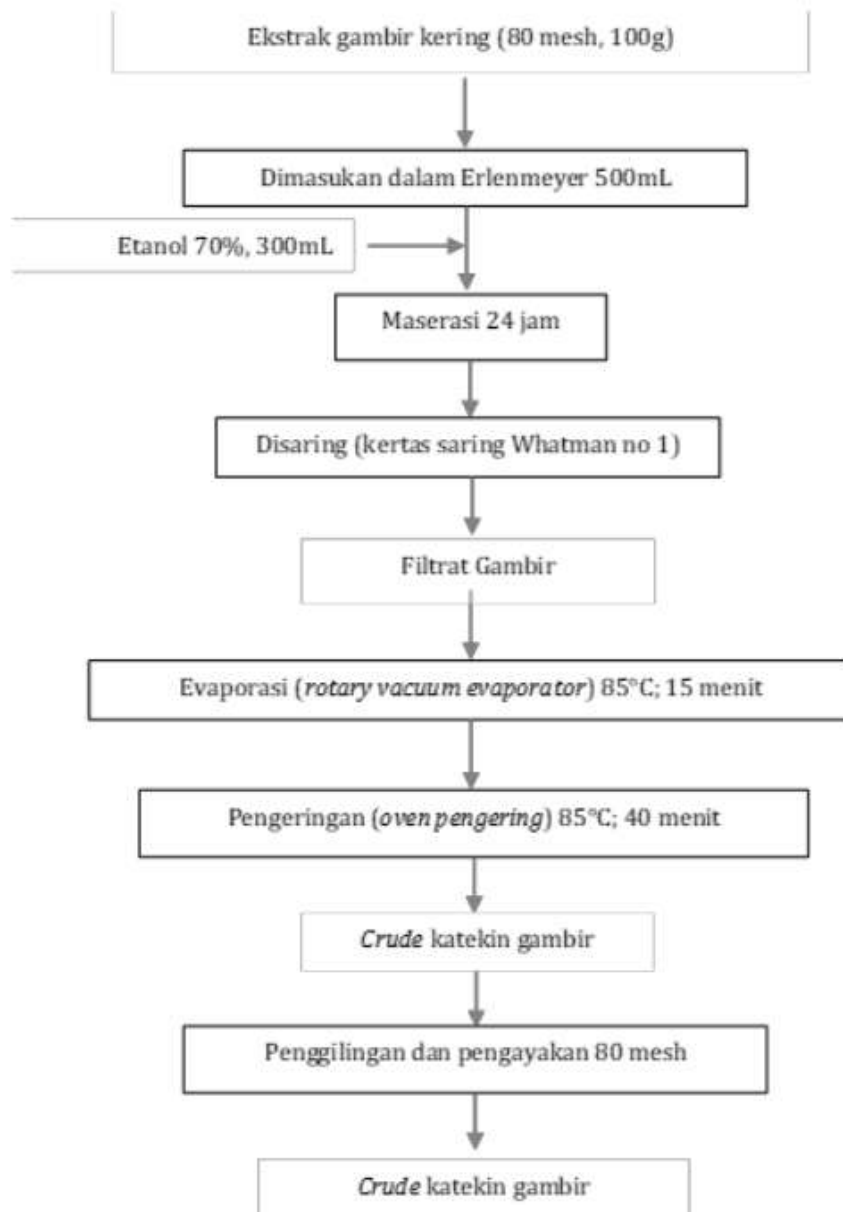 Ekstrak gambir kering (80 mesh, 100g)
Dimasukan dalam Erlenmeyer 500mL
Etanol 70%, 300mL
Maserasi 24 jam
Disaring (kertas saring Whatman no 1)
Filtrat Gambir
Evaporasi (rotary vacuum evaporator) 85°C; 15 menit
Pengeringan (oven pengering) 85°C; 40 menit
Crude katekin gambir
Penggilingan dan pengayakan 80 mesh
Crude katekin gambir